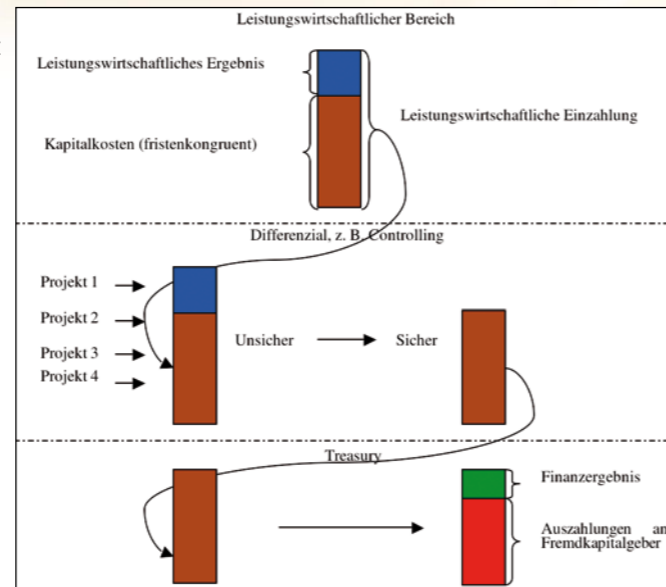 Leistungswirtschaftlicher Bereich
Leistungswirtschaftliches Ergebnis
Leistungswirtschaftliche Einzahlung
Kapitalkosten (fristenkongruent)
Differenzial, z. B. Controlling
Projekt 1
Projekt 2
Projekt 3
Projekt 4
Unsicher
Sicher
Treasury
Finanzergebnis
Auszahlungen an
Fremdkapitalgeber